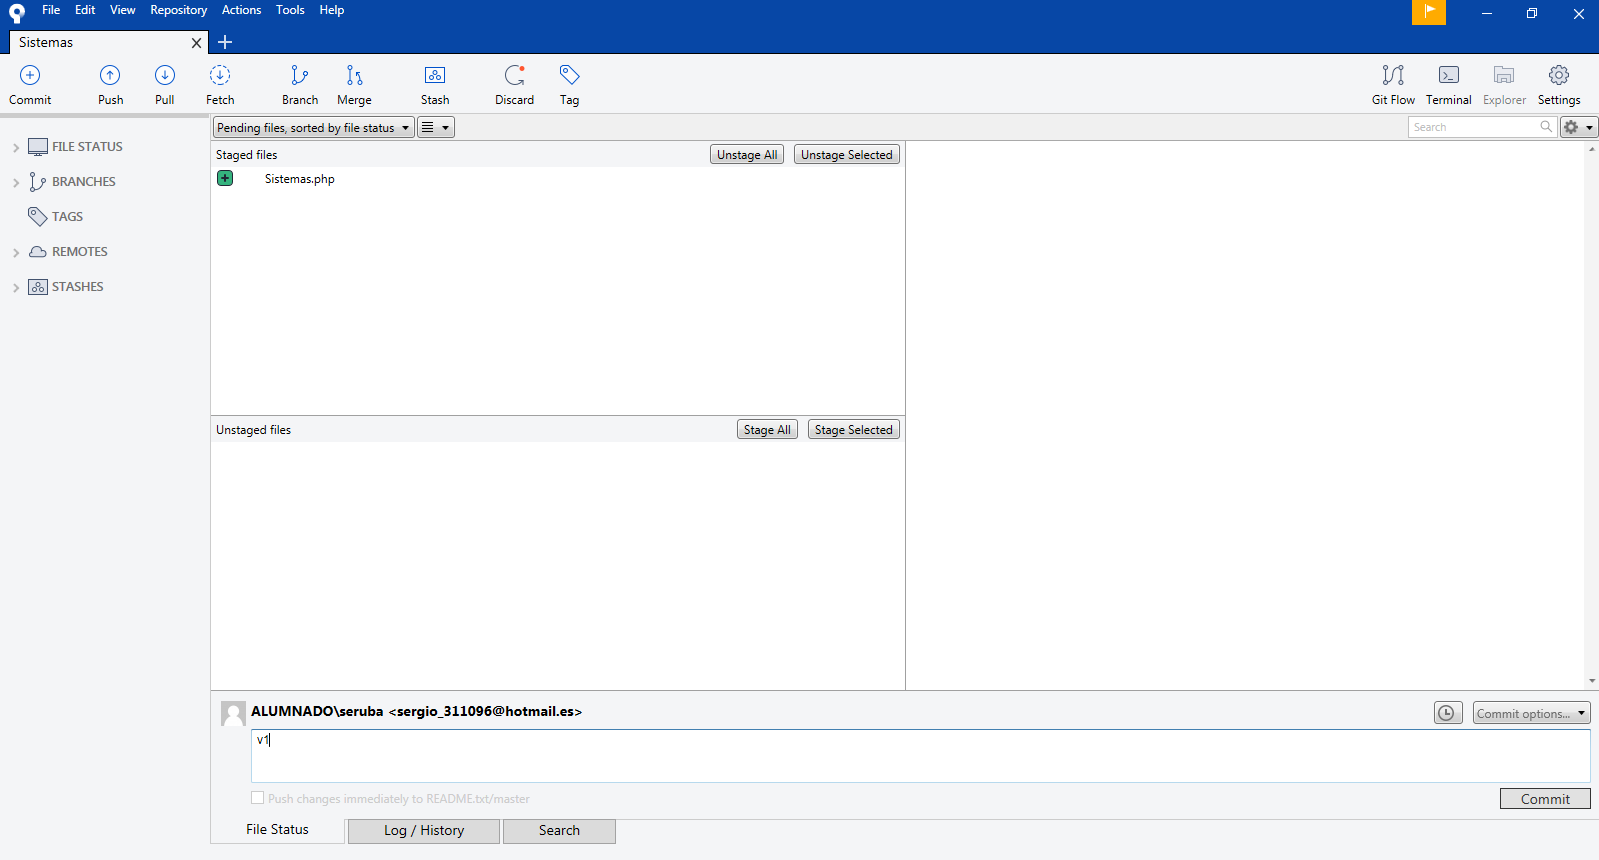 File Edit View Repository Actions Tools Help
Sistemas
Commit Push Pull Fetch Branch Merge Stash Discard Tag Git Flow Terminal Explorer Settings
Pending files, sorted by file status Search
FILE STATUS
BRANCHES
TAGS
REMOTES
STASHES
Staged files Unstage All Unstage Selected
Sistemas.php
Unstaged files Stage All Stage Selected
ALUMNADO\seruba <sergio_311096@hotmail.es> Commit options...
v1
Push changes immediately to README.txt/master Commit
File Status Log / History Search